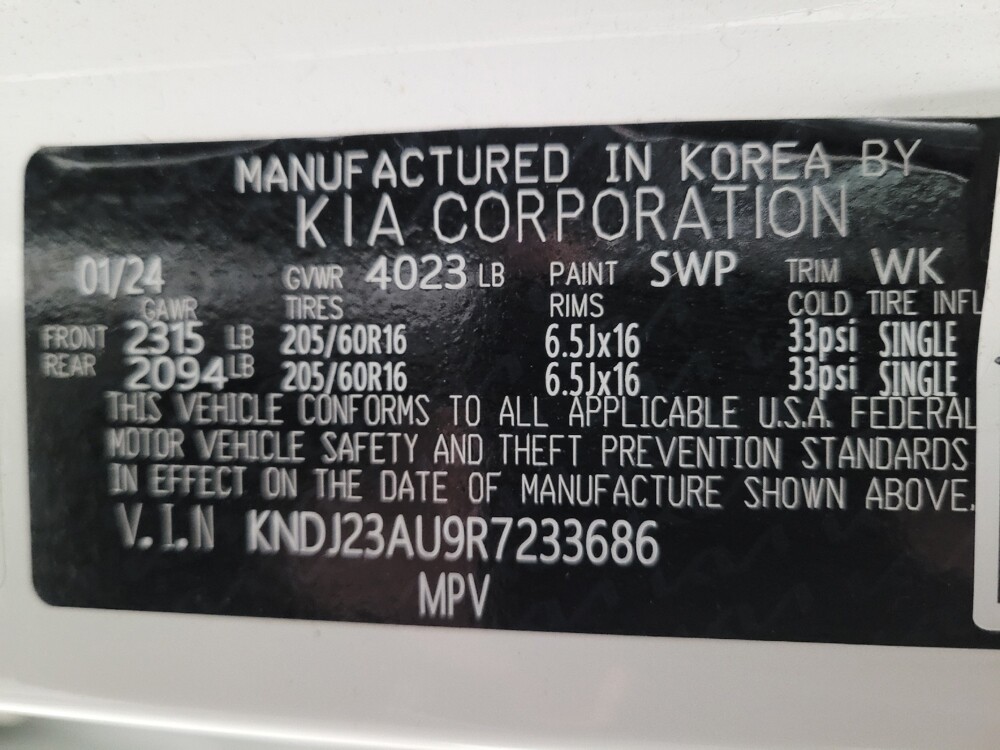 MANUFACTURED IN KOREA BY
KIA CORPORATION
01/24 GVWR 4023 LB PAINT SWP TRIM WK
GAWR TIRES RIMS COLD TIRE INFL
FRONT 2315 LB 205/60R16 6.5Jx16 33psi SINGLE
REAR 2094 LB 205/60R16 6.5Jx16 33psi SINGLE
THIS VEHICLE CONFORMS TO ALL APPLICABLE U.S.A. FEDERAL
MOTOR VEHICLE SAFETY AND THEFT PREVENTION STANDARDS
IN EFFECT ON THE DATE OF MANUFACTURE SHOWN ABOVE.
V.I.N KNDJ23AU9R7233686
MPV